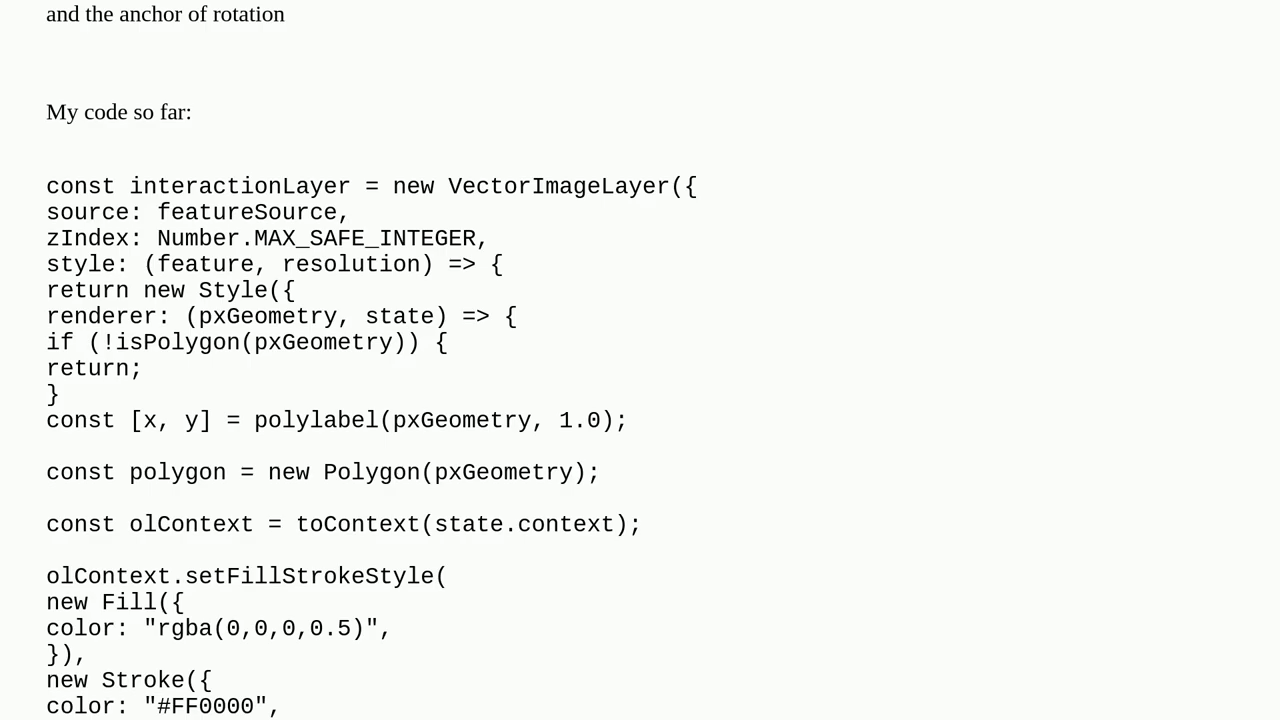 and the anchor of rotation
My code so far:
const interactionLayer = new VectorImageLayer({
source: featureSource,
zIndex: Number.MAX_SAFE_INTEGER,
style: (feature, resolution) => {
return new Style({
renderer: (pxGeometry, state) => {
if (!isPolygon(pxGeometry)) {
return;
}
const [x, y] = polylabel(pxGeometry, 1.0);
const polygon = new Polygon(pxGeometry);
const olContext = toContext(state.context);
olContext.setFillStrokeStyle(
new Fill({
color: "rgba(0,0,0,0.5)",
}),
new Stroke({
color: "#FF0000",